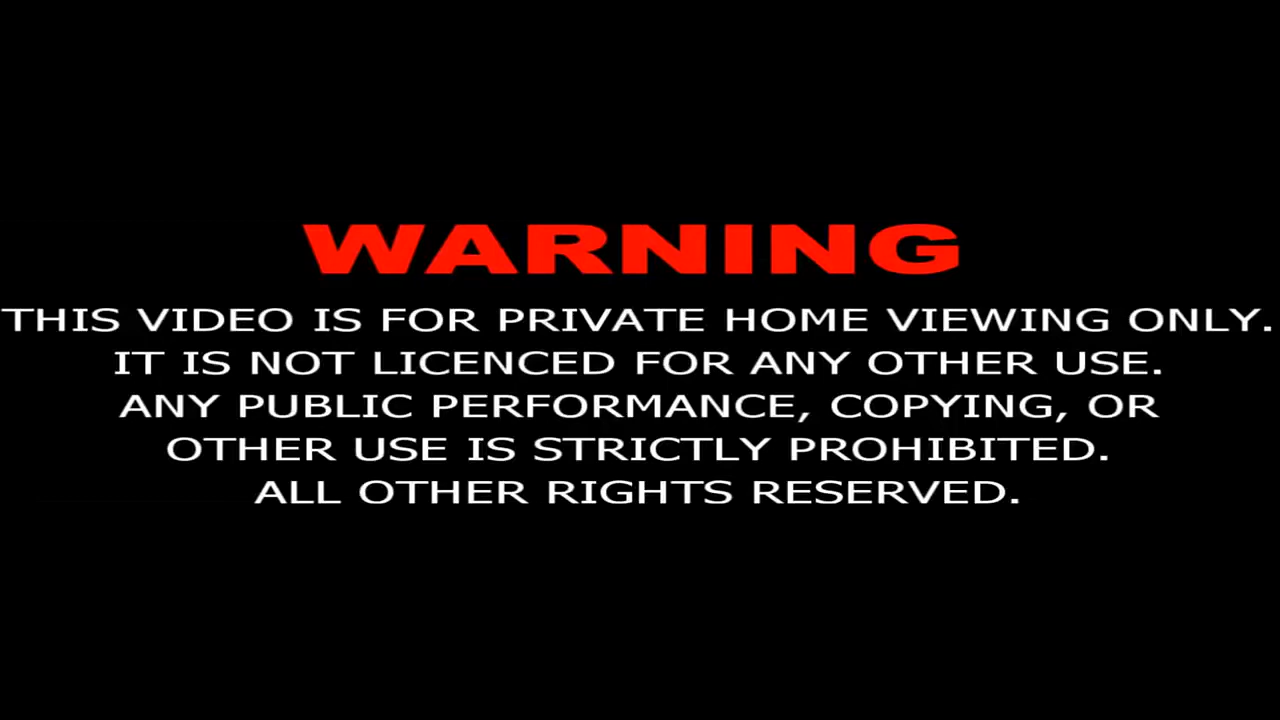 WARNING
THIS VIDEO IS FOR PRIVATE HOME VIEWING ONLY.
IT IS NOT LICENCED FOR ANY OTHER USE.
ANY PUBLIC PERFORMANCE, COPYING, OR
OTHER USE IS STRICTLY PROHIBITED.
ALL OTHER RIGHTS RESERVED.